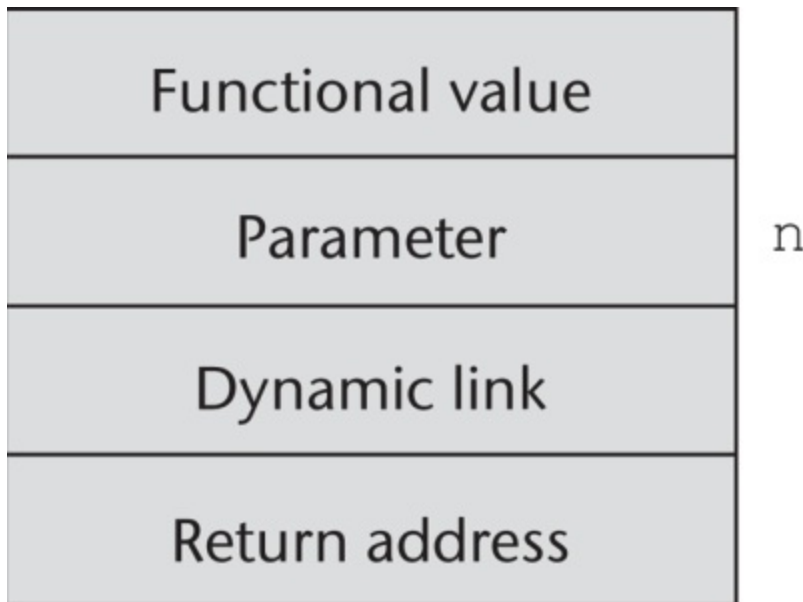 Functional value
Parameter n
Dynamic link
Return address